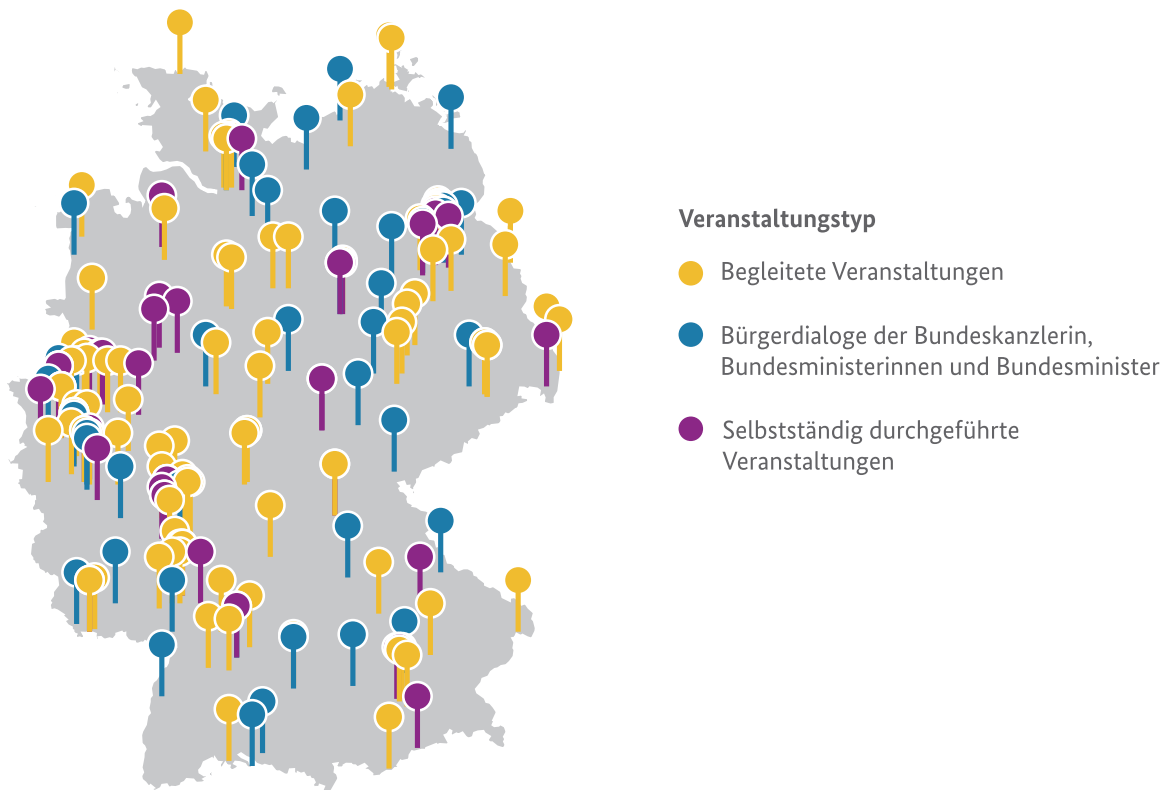 Veranstaltungstyp
Begleitete Veranstaltungen
Bürgerdialoge der Bundeskanzlerin,
Bundesministerinnen und Bundesminister
Selbstständig durchgeführte
Veranstaltungen